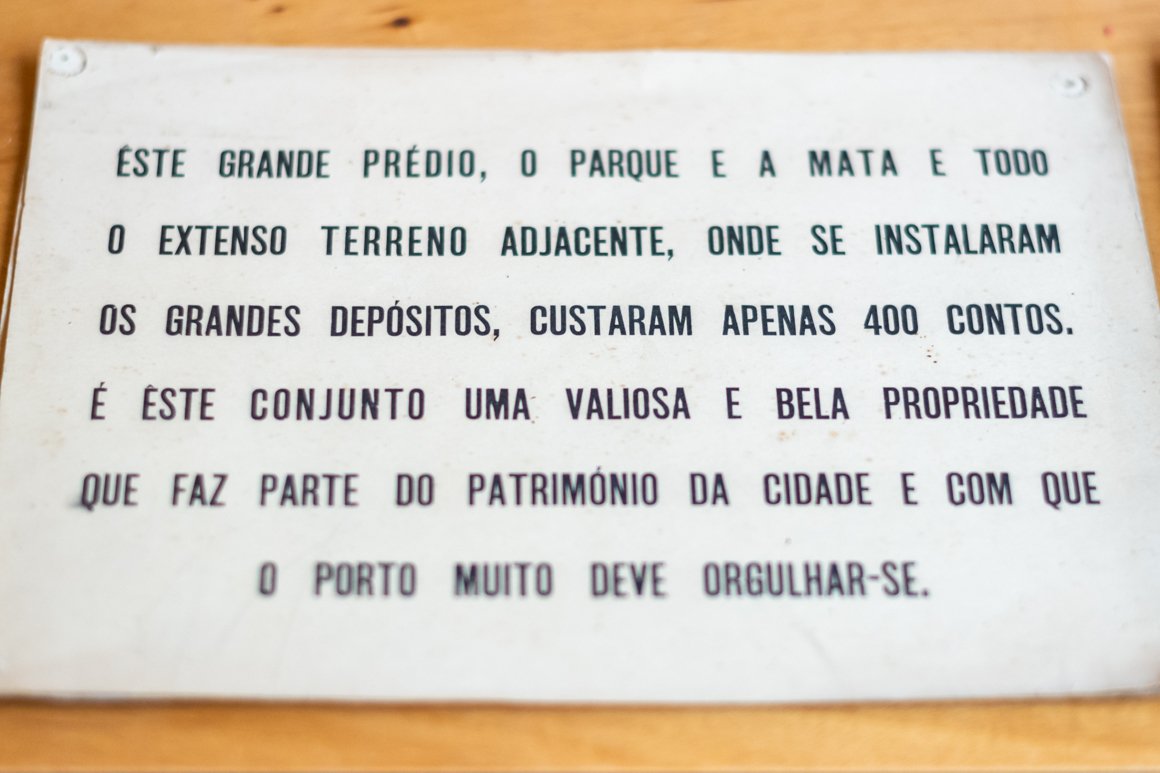 ÊSTE GRANDE PRÉDIO, O PARQUE E A MATA E TODO
O EXTENSO TERRENO ADJACENTE, ONDE SE INSTALARAM
OS GRANDES DEPÓSITOS, CUSTARAM APENAS 400 CONTOS.
É ÊSTE CONJUNTO UMA VALIOSA E BELA PROPRIEDADE
QUE FAZ PARTE DO PATRIMÓNIO DA CIDADE E COM QUE
O PORTO MUITO DEVE ORGULHAR-SE.